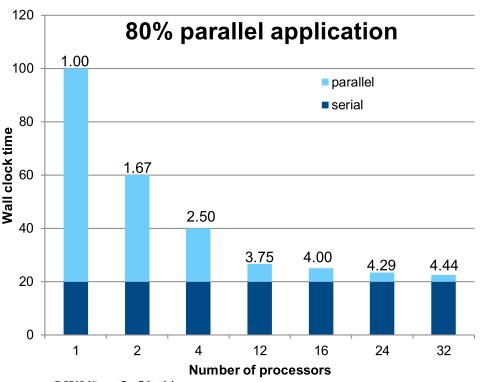 80% parallel application
120
100
80
60
40
20
0
Wall clock time
parallel
serial
1.00
1.67
2.50
3.75
4.00
4.29
4.44
1 2 4 12 16 24 32
Number of processors